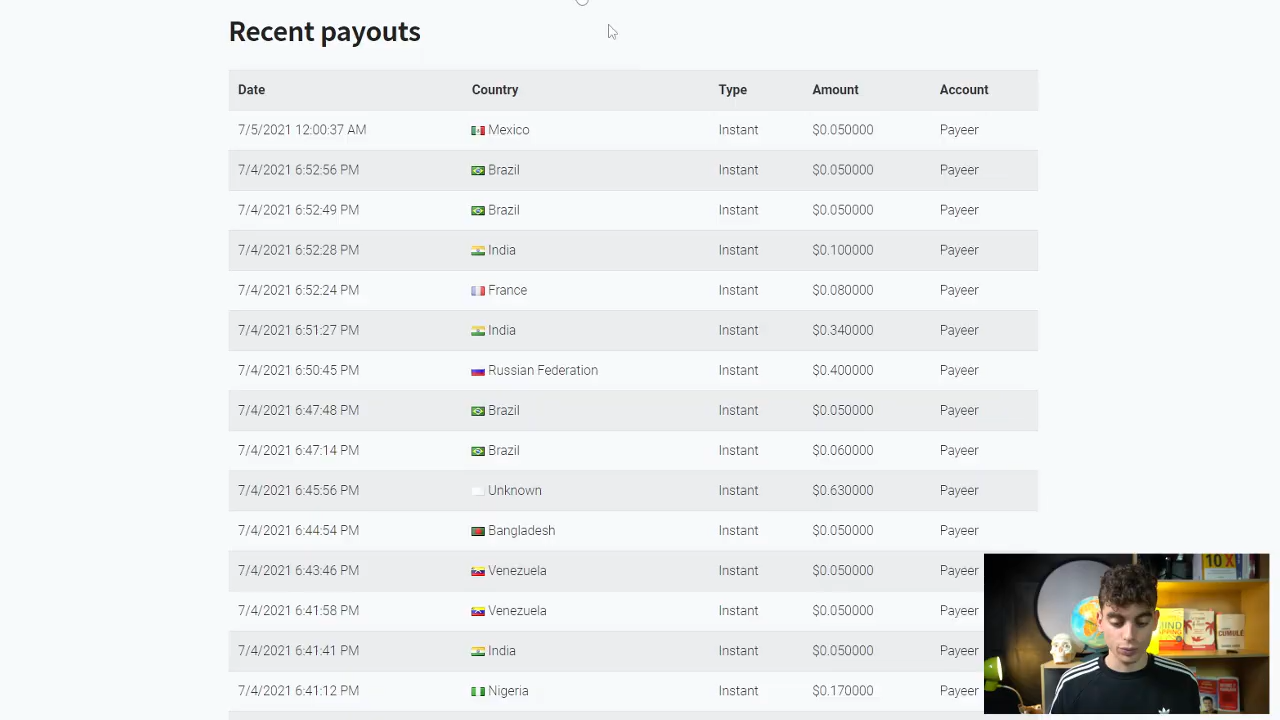 Recent payouts
Date Country Type Amount Account
7/5/2021 12:00:37 AM Mexico Instant $0.050000 Payeer
7/4/2021 6:52:56 PM Brazil Instant $0.050000 Payeer
7/4/2021 6:52:49 PM Brazil Instant $0.050000 Payeer
7/4/2021 6:52:28 PM India Instant $0.100000 Payeer
7/4/2021 6:52:24 PM France Instant $0.080000 Payeer
7/4/2021 6:51:27 PM India Instant $0.340000 Payeer
7/4/2021 6:50:45 PM Russian Federation Instant $0.400000 Payeer
7/4/2021 6:47:48 PM Brazil Instant $0.050000 Payeer
7/4/2021 6:47:14 PM Brazil Instant $0.060000 Payeer
7/4/2021 6:45:56 PM Unknown Instant $0.630000 Payeer
7/4/2021 6:44:54 PM Bangladesh Instant $0.050000 Payeer
7/4/2021 6:43:46 PM Venezuela Instant $0.050000 Payeer
7/4/2021 6:41:58 PM Venezuela Instant $0.050000 Payeer
7/4/2021 6:41:41 PM India Instant $0.050000 Payeer
7/4/2021 6:41:12 PM Nigeria Instant $0.170000 Payeer
10 X
CUMULÉ